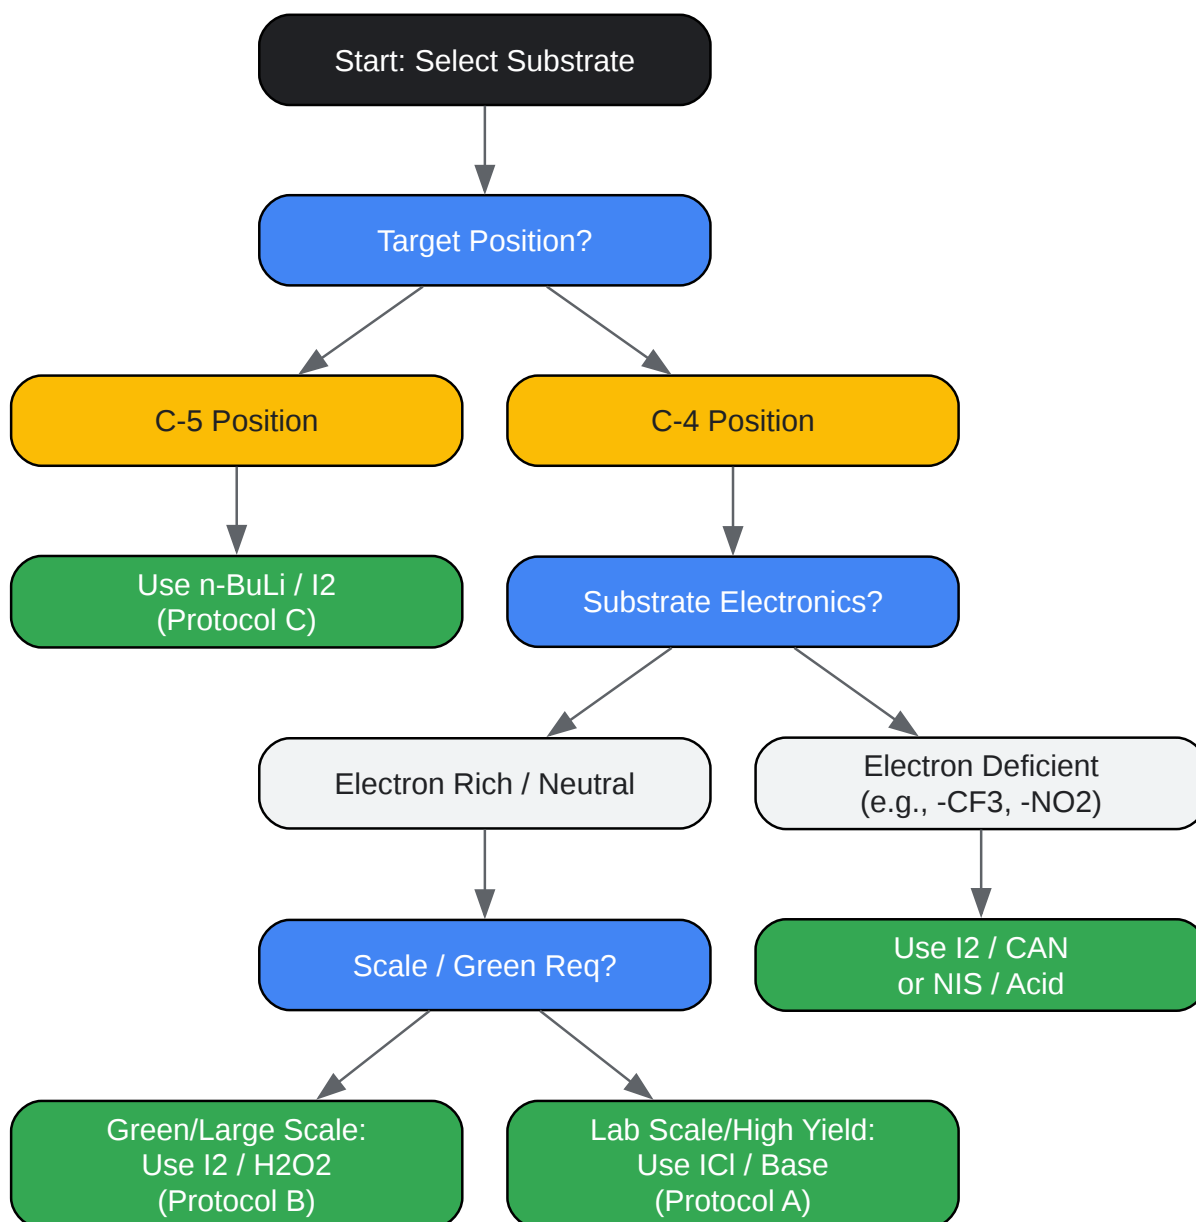 Start: Select Substrate
Target Position?
C-5 Position
C-4 Position
Use n-BuLi / I2
(Protocol C)
Substrate Electronics?
Electron Rich / Neutral
Electron Deficient
(e.g., -CF3, -NO2)
Scale / Green Req?
Use I2 / CAN
or NIS / Acid
Green/Large Scale:
Use I2 / H2O2
(Protocol B)
Lab Scale/High Yield:
Use ICl / Base
(Protocol A)